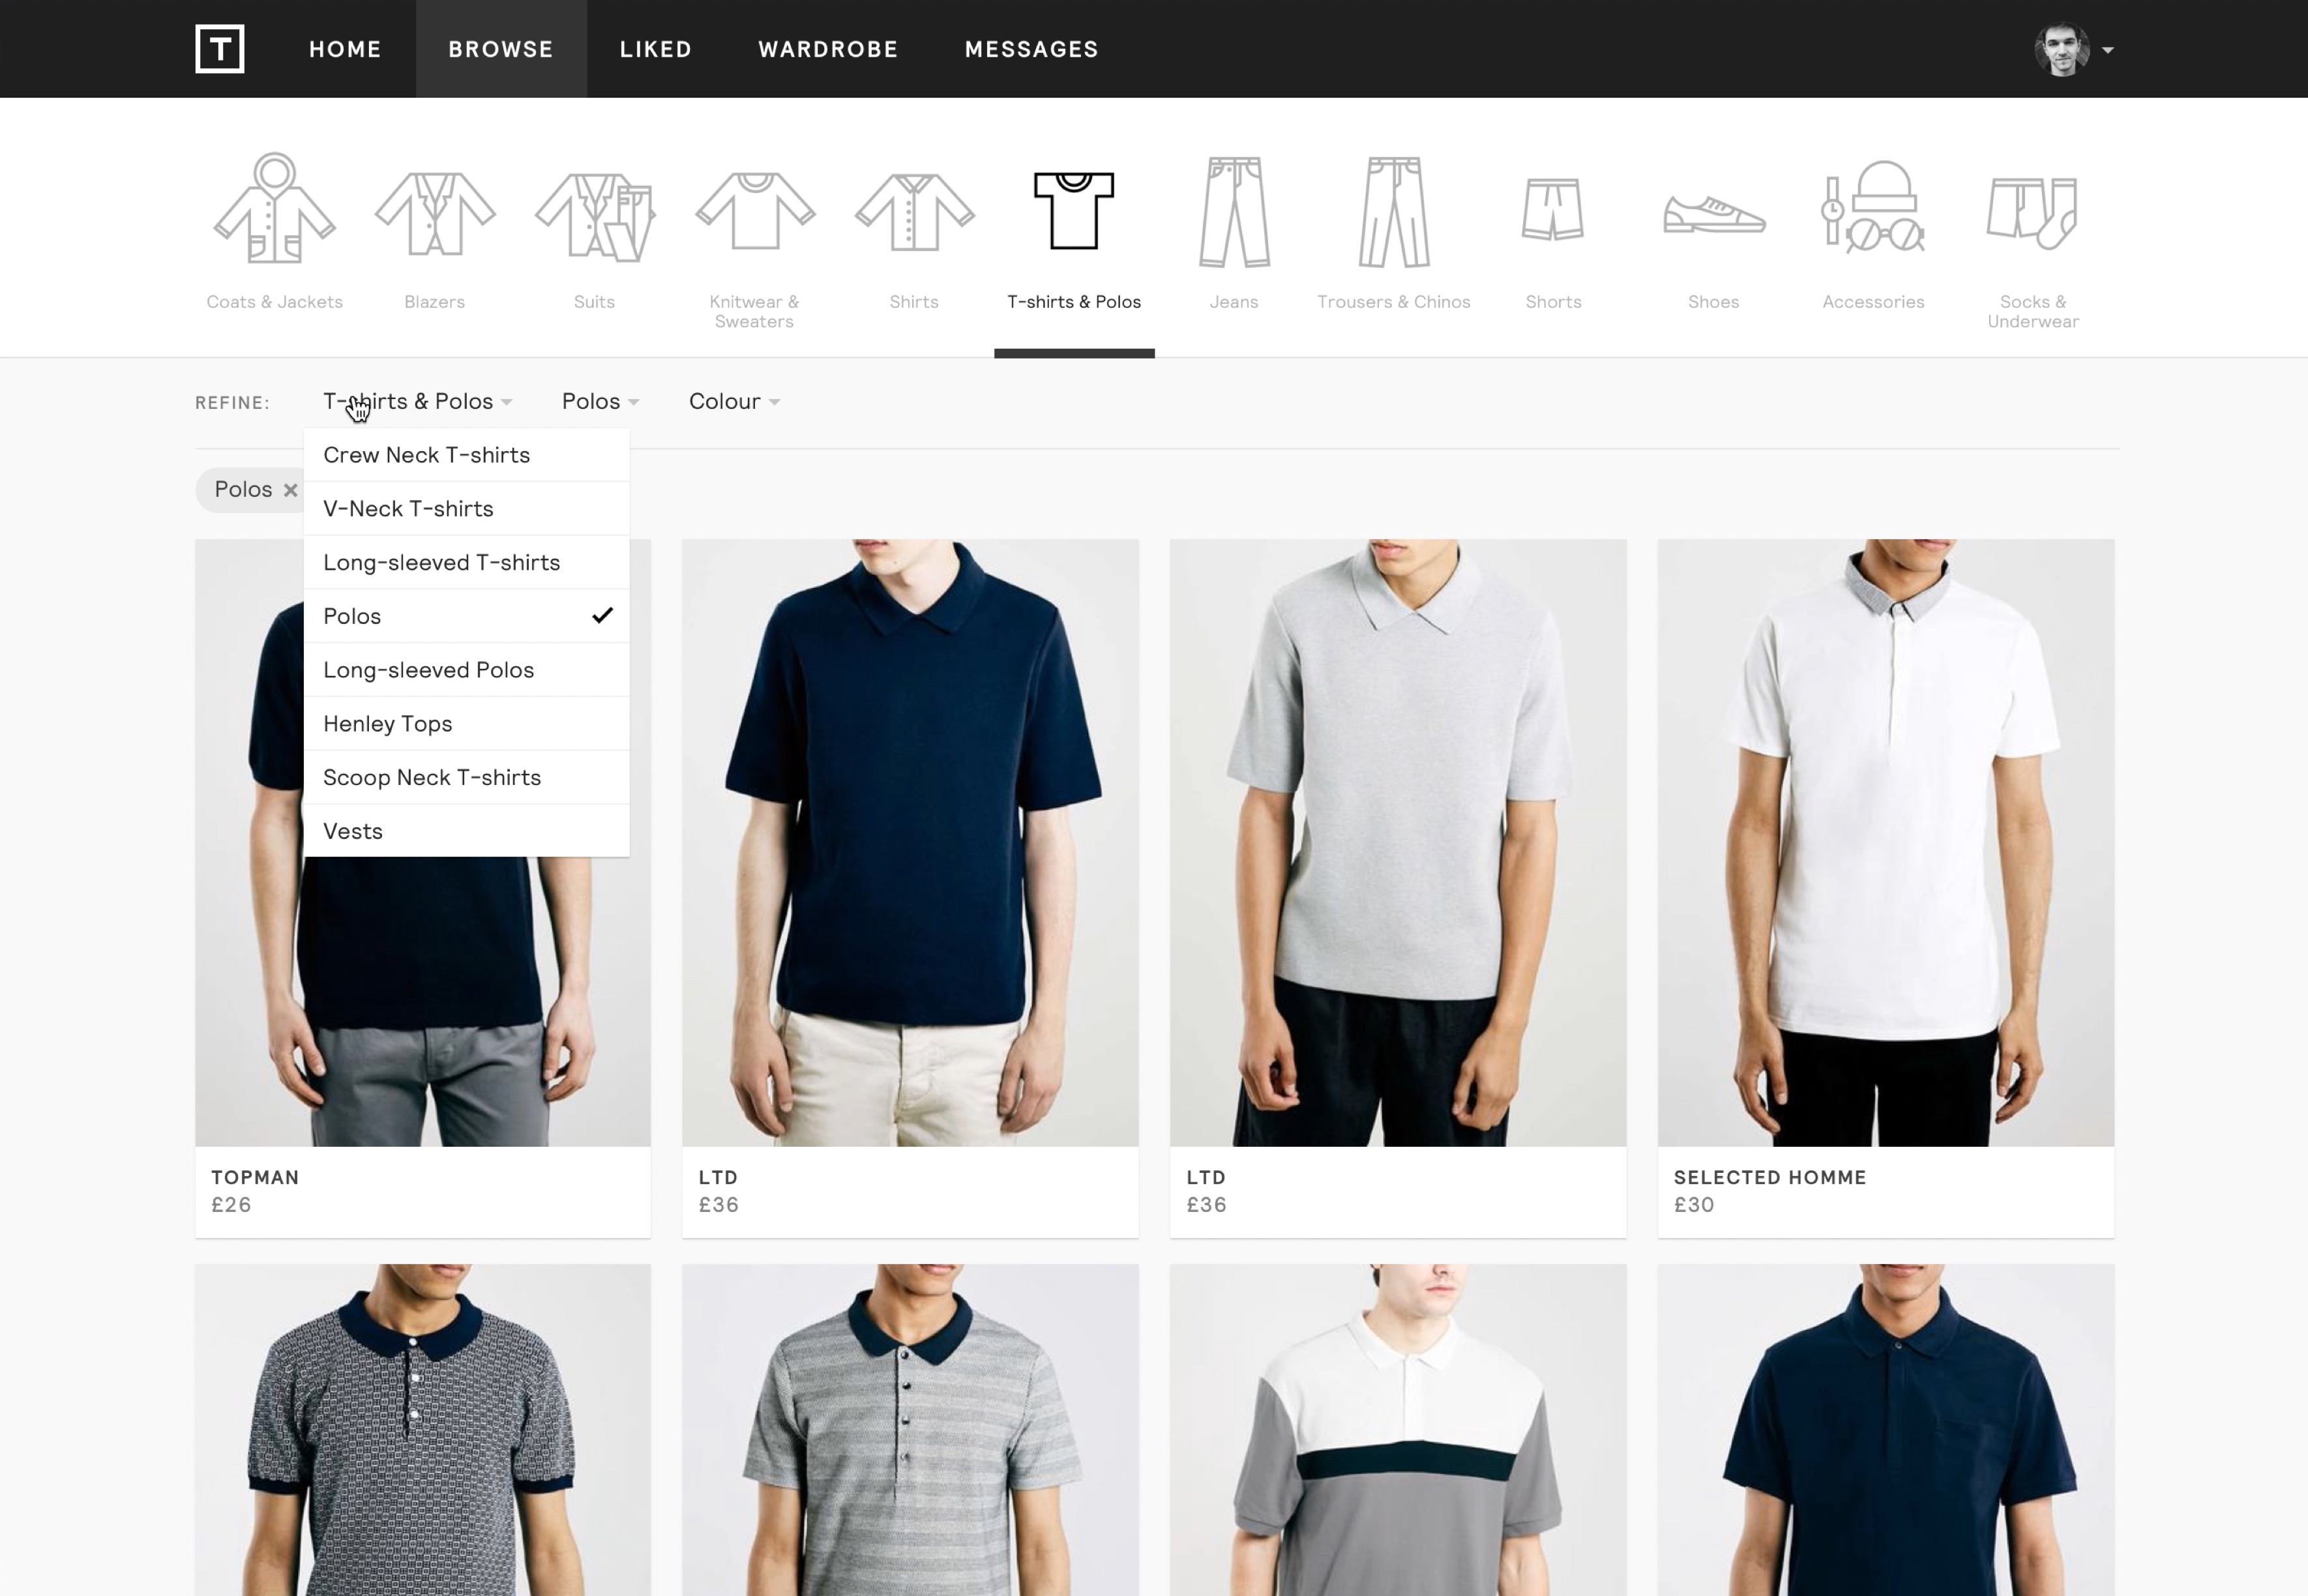 T
HOME
BROWSE
LIKED
WARDROBE
MESSAGES
Coats & Jackets
Blazers
Suits
Knitwear &
Sweaters
Shirts
T-shirts & Polos
Jeans
Trousers & Chinos
Shorts
Shoes
Accessories
Socks &
Underwear
REFINE:
T-shirts & Polos
Polos
Colour
Crew Neck T-shirts
V-Neck T-shirts
Long-sleeved T-shirts
Polos
Long-sleeved Polos
Henley Tops
Scoop Neck T-shirts
Vests
Polos
TOPMAN
£26
LTD
£36
LTD
£36
SELECTED HOMME
£30